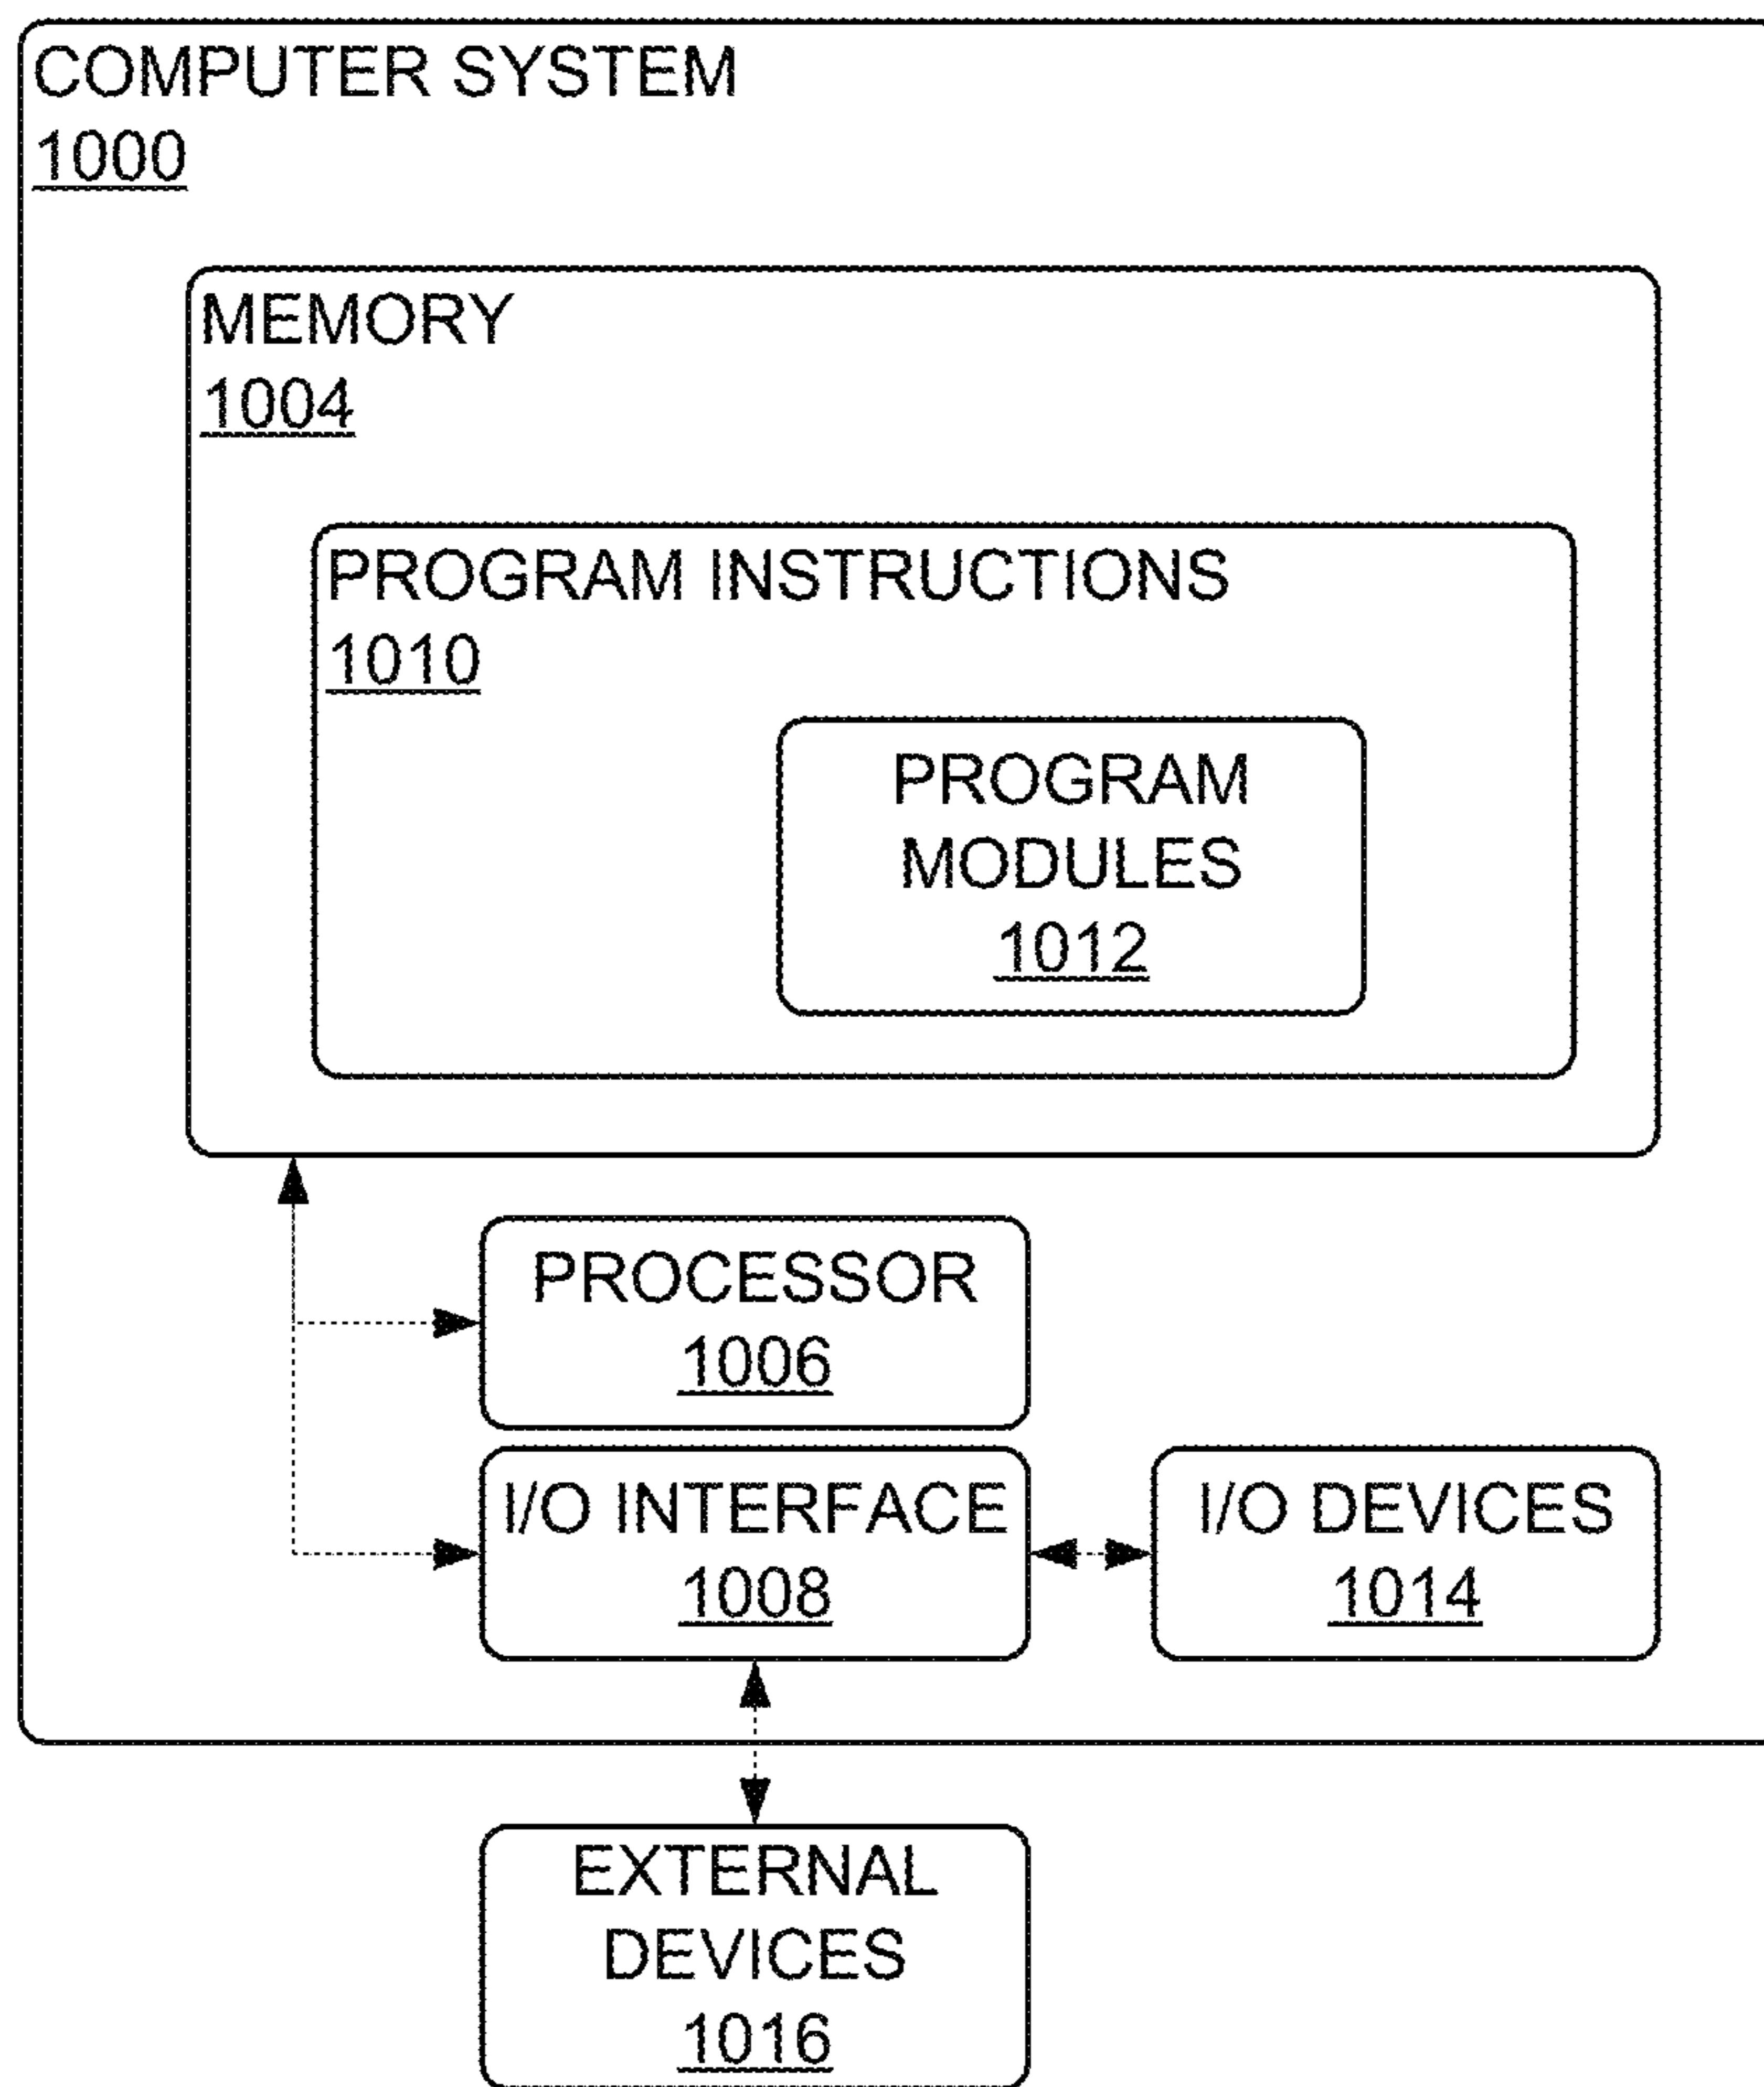 COMPUTER SYSTEM
1000
MEMORY
1004
PROGRAM INSTRUCTIONS
1010
PROGRAM
MODULES
1012
PROCESSOR
1006
I/O INTERFACE
1008
I/O DEVICES
1014
EXTERNAL
DEVICES
1016